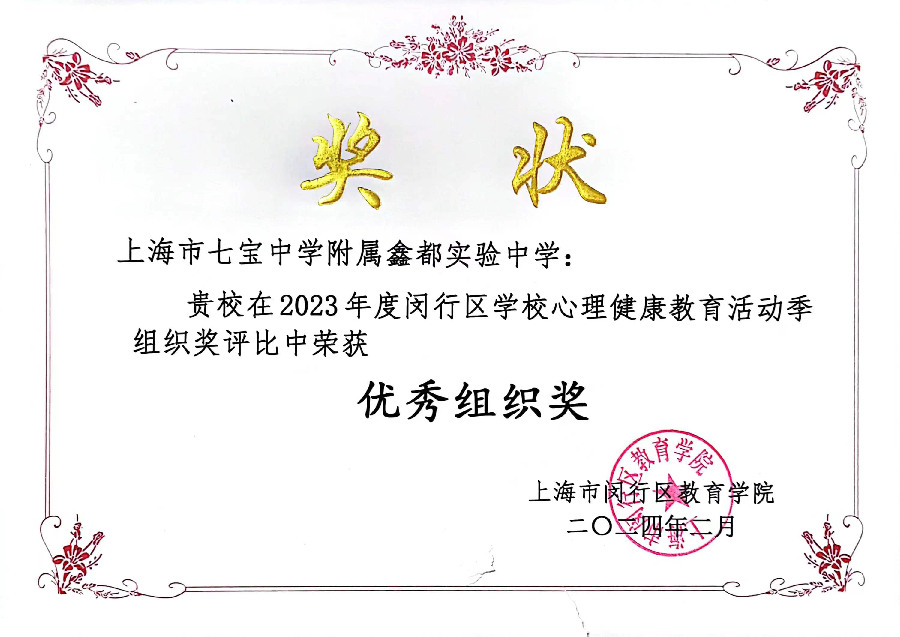 奖 状
上海市七宝中学附属鑫都实验中学：
贵校在2023年度闵行区学校心理健康教育活动季
组织奖评比中荣获
优秀组织奖
上海市闵行区教育学院
上海市闵行区教育学院
二〇二四年二月